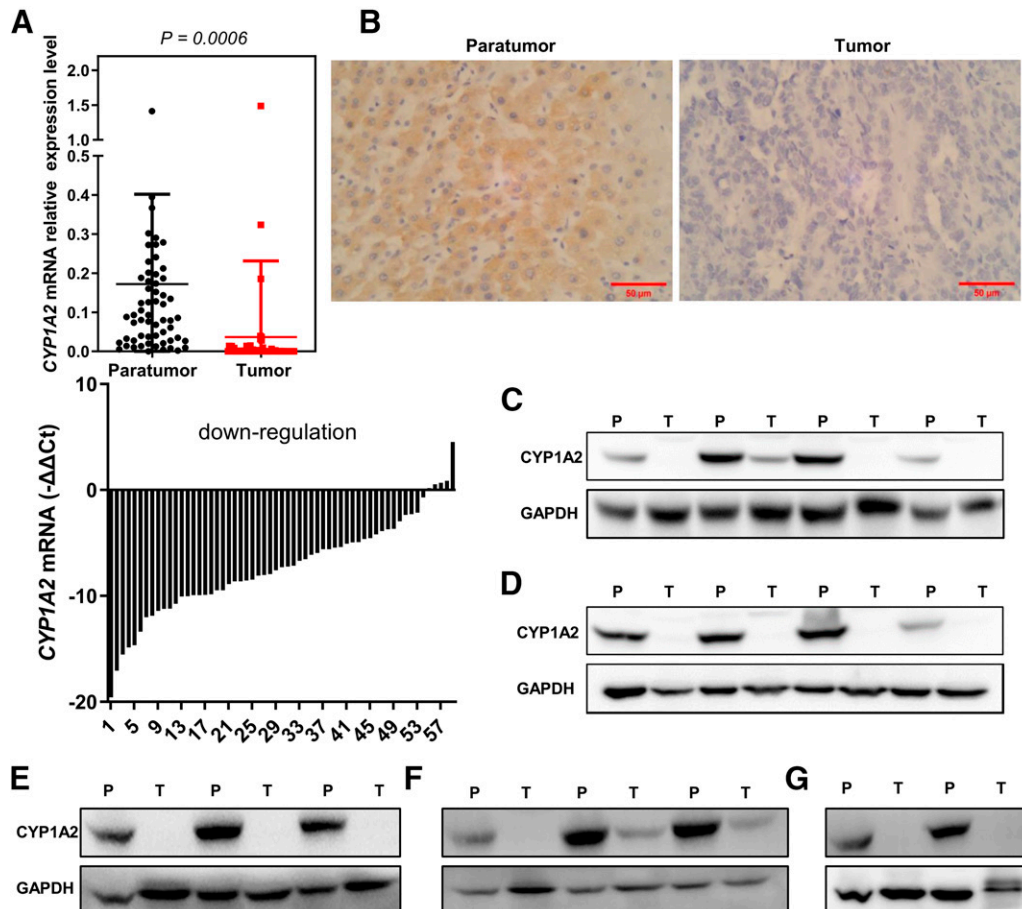 A
P = 0.0006
CYP1A2 mRNA relative expression level
2.0
1.5
1.0
0.5
0.4
0.3
0.2
0.1
0.0
Paratumor Tumor
B
Paratumor Tumor
50 μm 50 μm
10
0
-10
-20
CYP1A2 mRNA (-ΔΔCt)
down-regulation
1 5 9 13 17 21 25 29 33 37 41 45 49 53 57
C
P T P T P T P T
CYP1A2
GAPDH
D
P T P T P T P T
CYP1A2
GAPDH
E
P T P T P T
CYP1A2
GAPDH
F
P T P T P T
G
P T P T